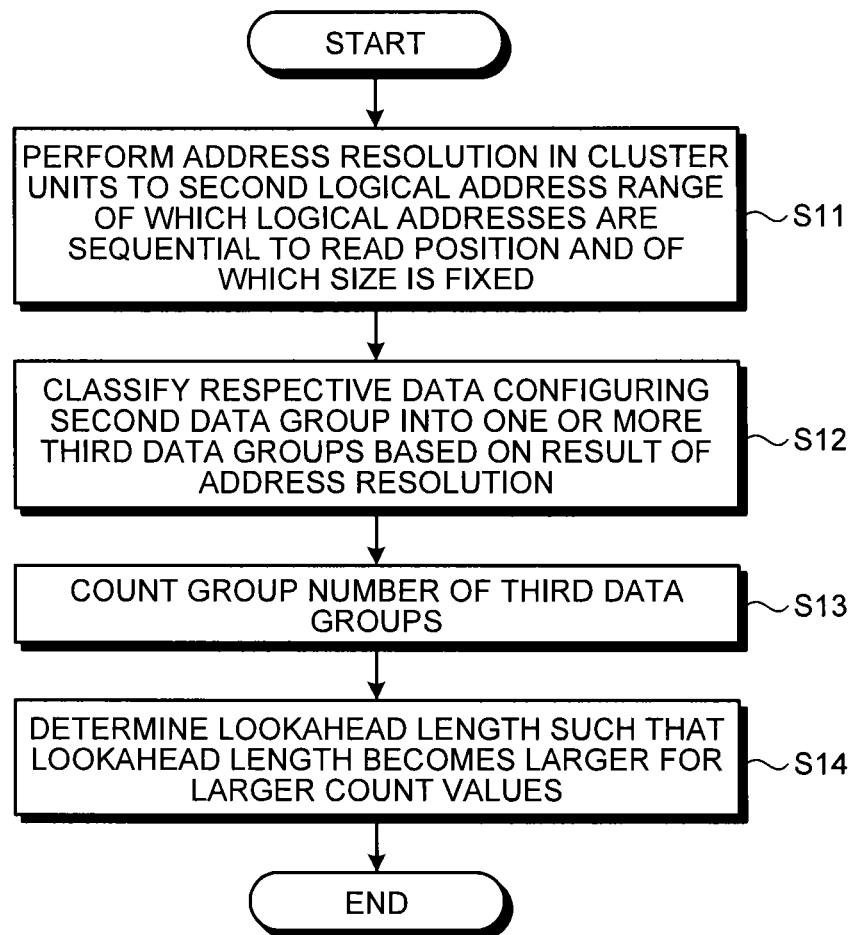 START
PERFORM ADDRESS RESOLUTION IN CLUSTER
UNITS TO SECOND LOGICAL ADDRESS RANGE
OF WHICH LOGICAL ADDRESSES ARE
SEQUENTIAL TO READ POSITION AND OF
WHICH SIZE IS FIXED
S11
CLASSIFY RESPECTIVE DATA CONFIGURING
SECOND DATA GROUP INTO ONE OR MORE
THIRD DATA GROUPS BASED ON RESULT OF
ADDRESS RESOLUTION
S12
COUNT GROUP NUMBER OF THIRD DATA
GROUPS
S13
DETERMINE LOOKAHEAD LENGTH SUCH THAT
LOOKAHEAD LENGTH BECOMES LARGER FOR
LARGER COUNT VALUES
S14
END